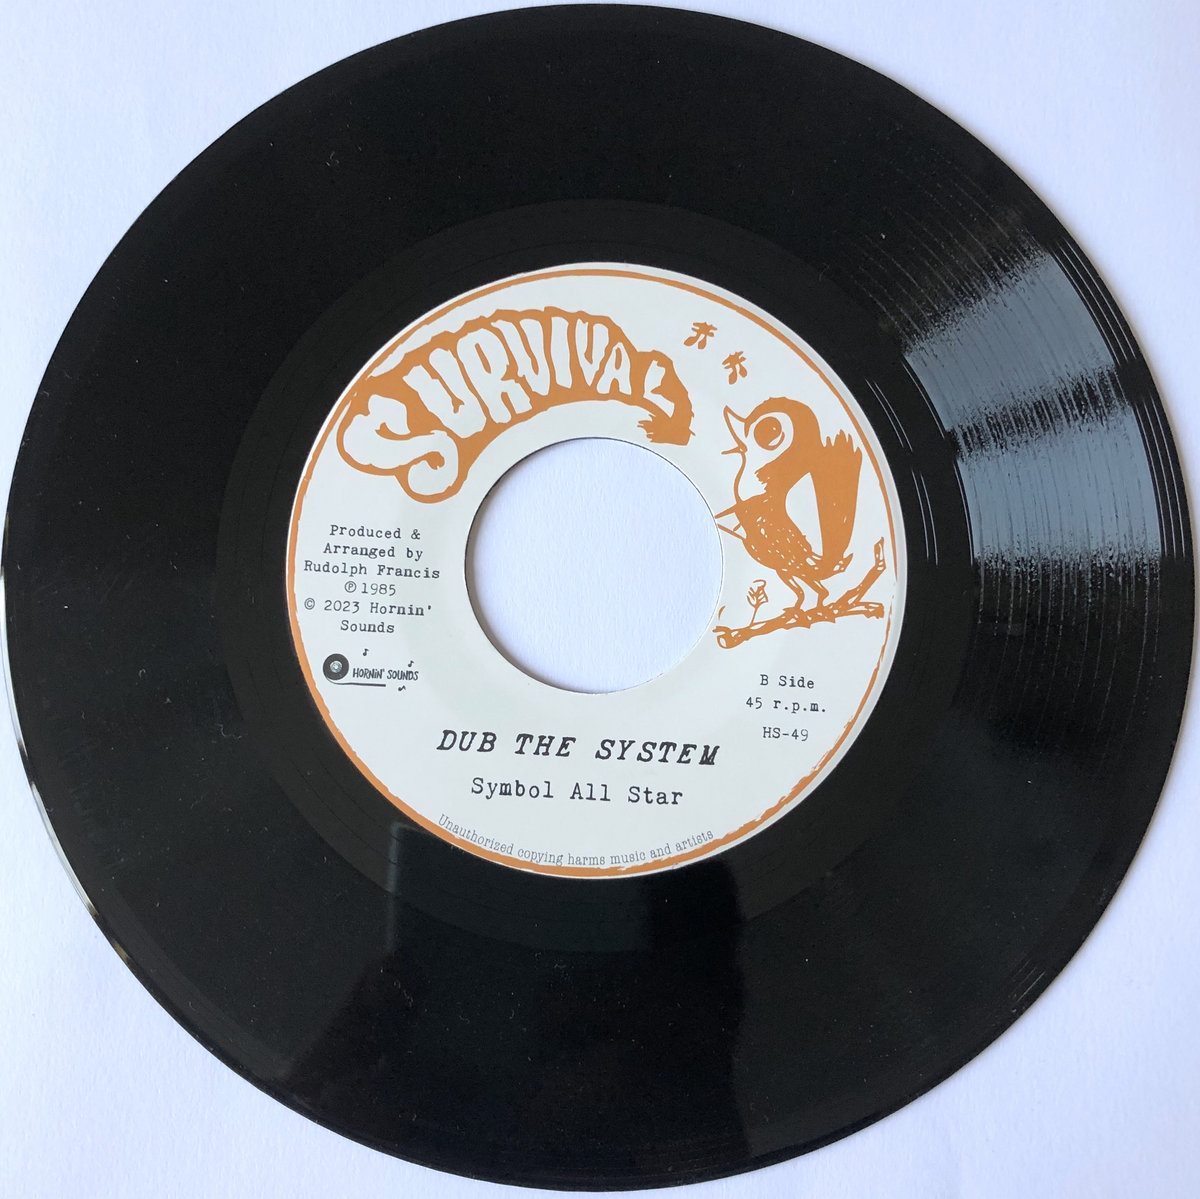 SURVIVAL
Produced &
Arranged by
Rudolph Francis
℗ 1985
© 2023 Hornin'
Sounds
HORNIN' SOUNDS
B Side
45 r.p.m.
HS-49
DUB THE SYSTEM
Symbol All Star
Unauthorized copying harms music and artists